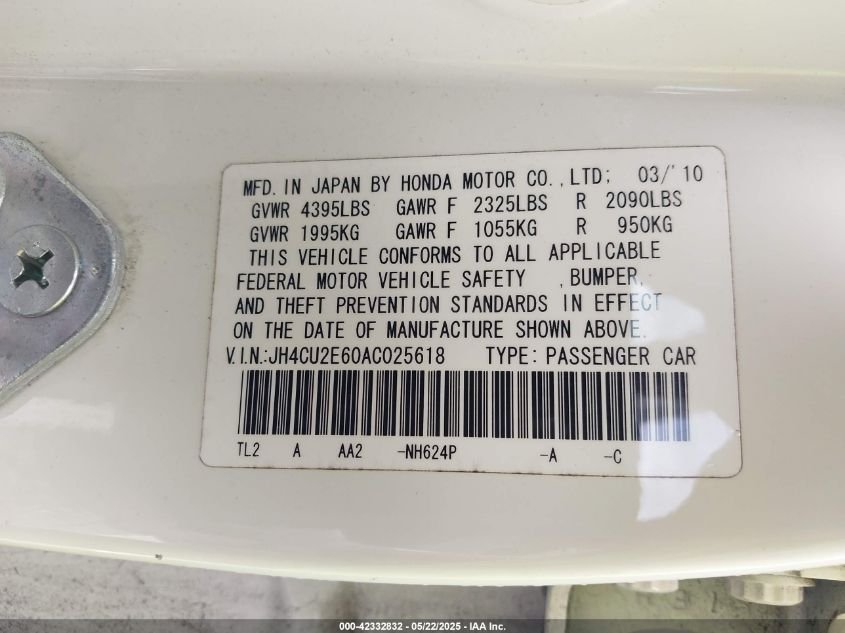 MFD. IN JAPAN BY HONDA MOTOR CO., LTD; 03/'10
GVWR 4395LBS GAWR F 2325LBS R 2090LBS
GVWR 1995KG GAWR F 1055KG R 950KG
THIS VEHICLE CONFORMS TO ALL APPLICABLE
FEDERAL MOTOR VEHICLE SAFETY , BUMPER,
AND THEFT PREVENTION STANDARDS IN EFFECT
ON THE DATE OF MANUFACTURE SHOWN ABOVE.
V.I.N.:JH4CU2E60AC025618 TYPE: PASSENGER CAR
TL2 A AA2 -NH624P -A -C
000-42332832 - 05/22/2025 - IAA Inc.